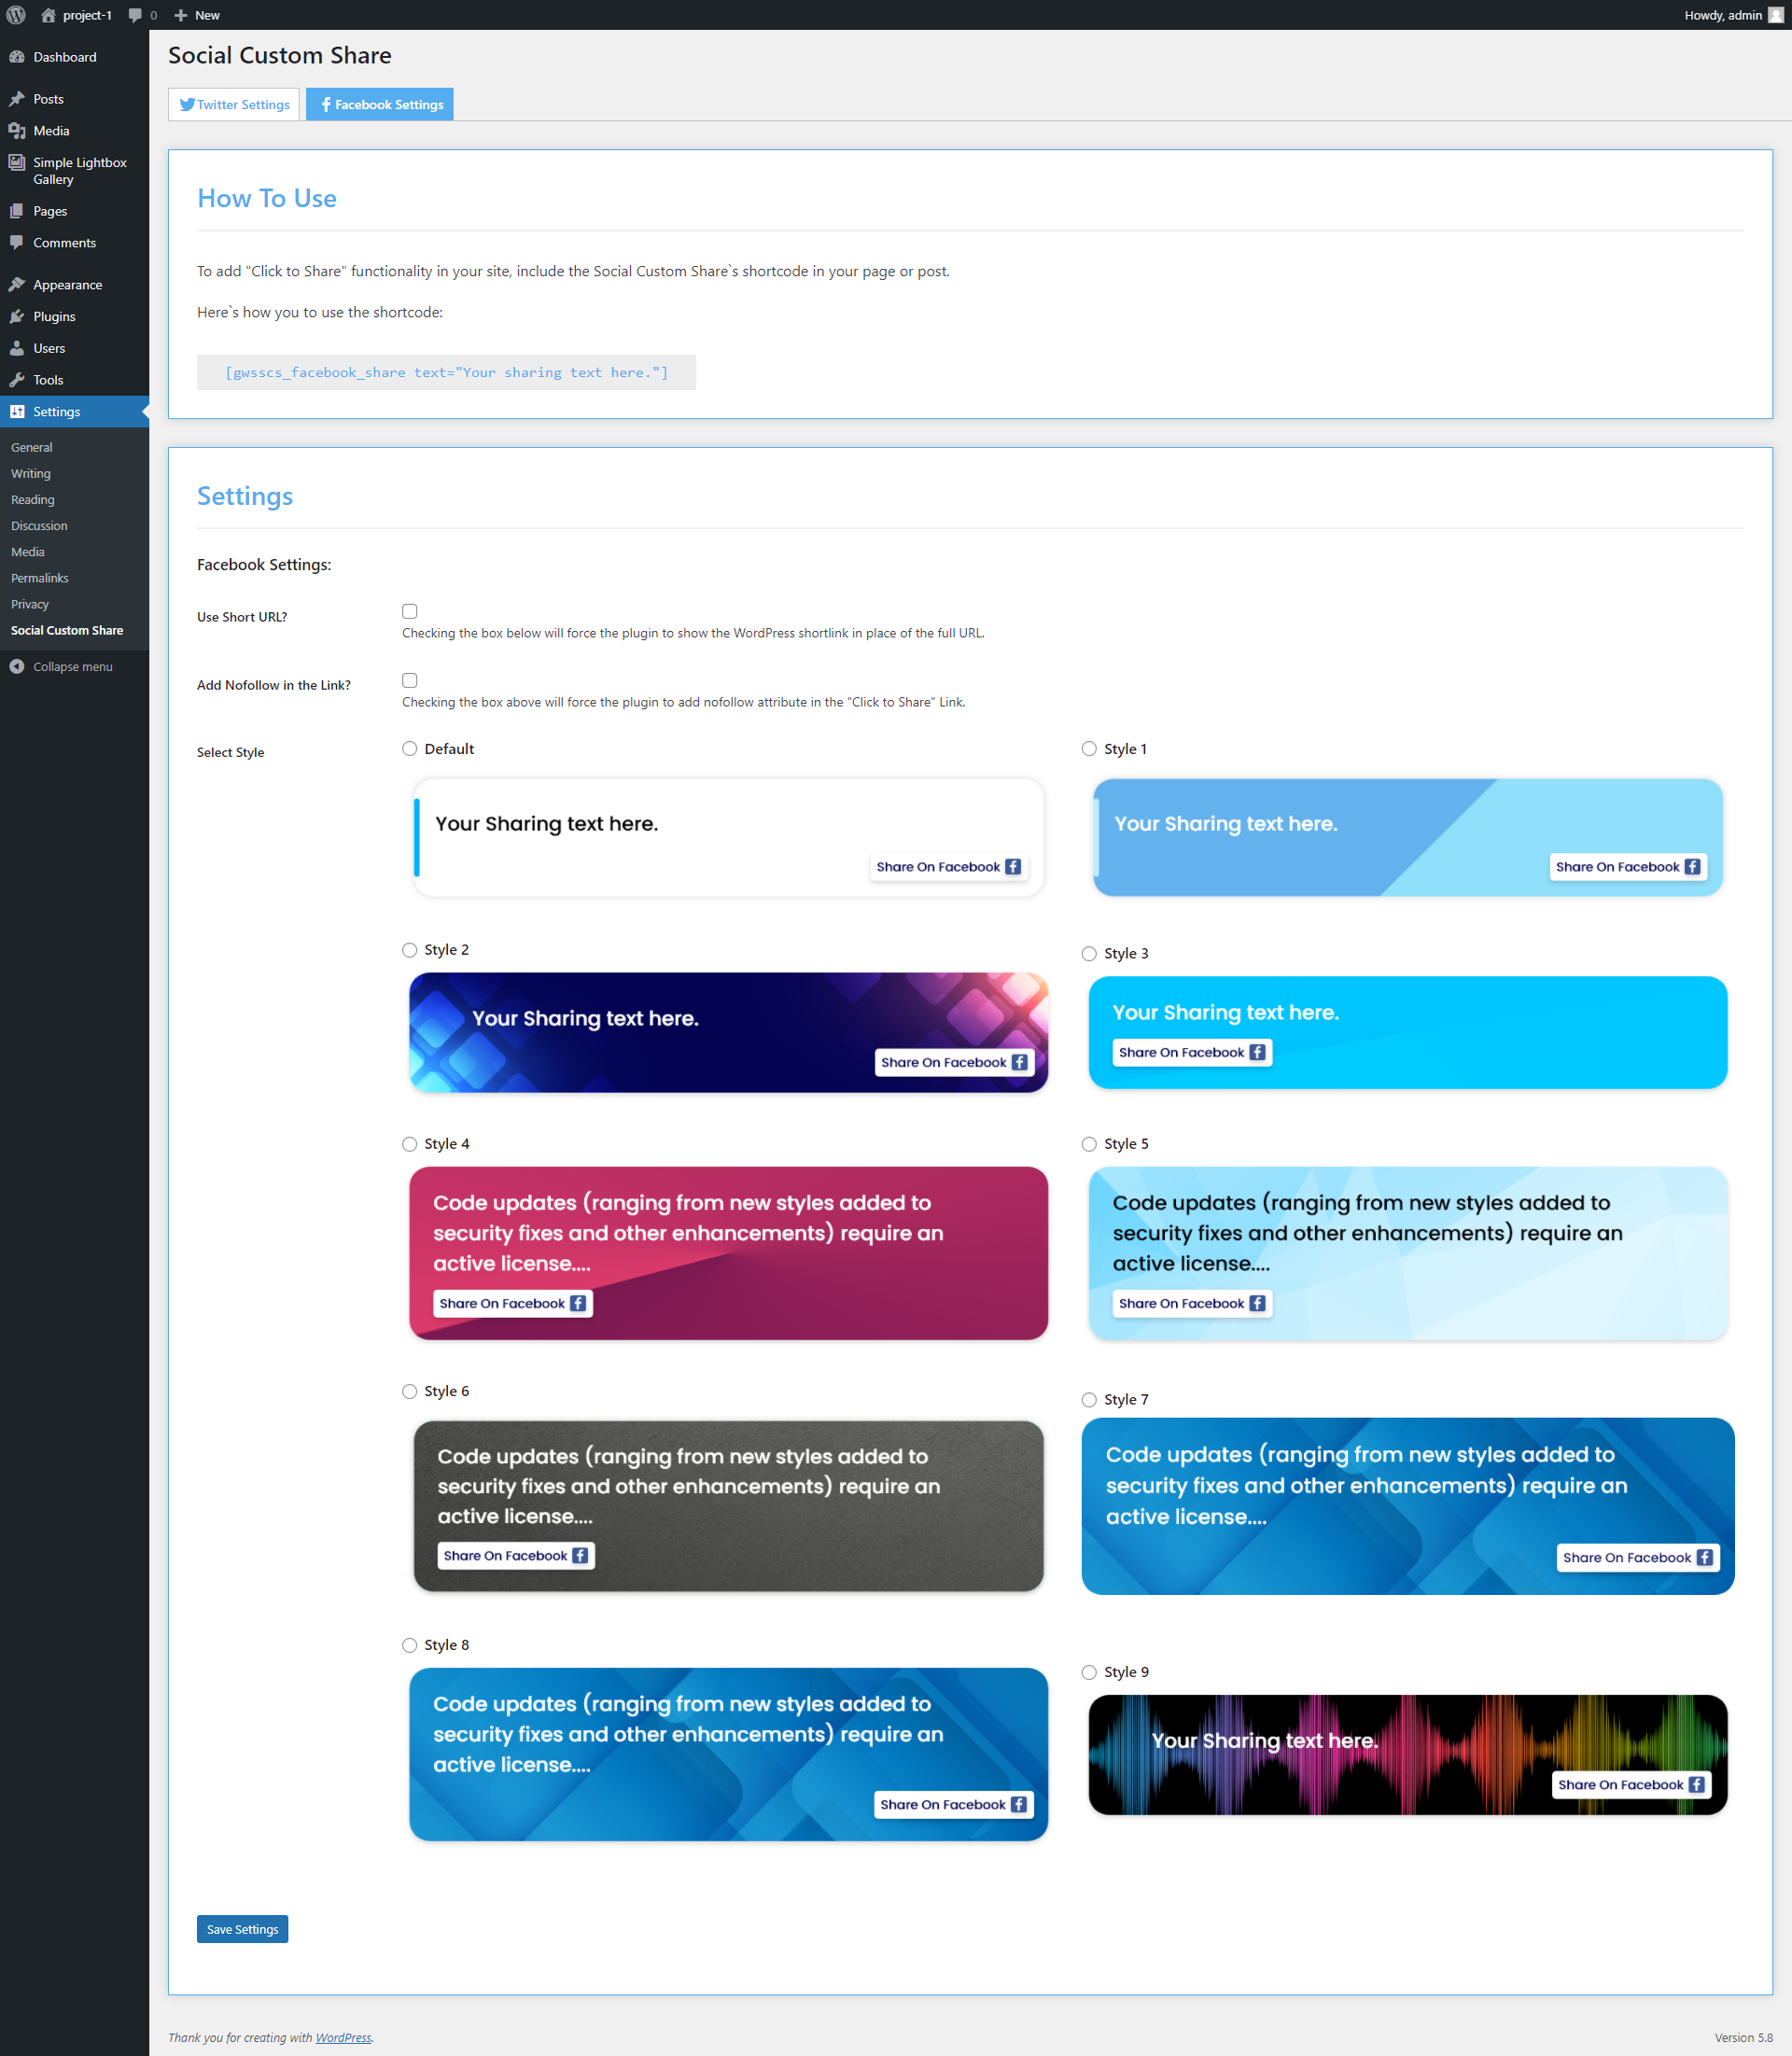 project-1
0
New
Howdy, admin
Dashboard
Posts
Media
Simple Lightbox
Gallery
Pages
Comments
Appearance
Plugins
Users
Tools
Settings
General
Writing
Reading
Discussion
Media
Permalinks
Privacy
Social Custom Share
Collapse menu
Social Custom Share
Twitter Settings
Facebook Settings
How To Use
To add "Click to Share" functionality in your site, include the Social Custom Share`s shortcode in your page or post.
Here`s how you to use the shortcode:
[gwsscs_facebook_share text="Your sharing text here."]
Settings
Facebook Settings:
Use Short URL?
Checking the box below will force the plugin to show the WordPress shortlink in place of the full URL.
Add Nofollow in the Link?
Checking the box above will force the plugin to add nofollow attribute in the "Click to Share" Link.
Select Style
Default
Your Sharing text here.
Share On Facebook
Style 1
Your Sharing text here.
Share On Facebook
Style 2
Your Sharing text here.
Share On Facebook
Style 3
Your Sharing text here.
Share On Facebook
Style 4
Code updates (ranging from new styles added to
security fixes and other enhancements) require an
active license....
Share On Facebook
Style 5
Code updates (ranging from new styles added to
security fixes and other enhancements) require an
active license....
Share On Facebook
Style 6
Code updates (ranging from new styles added to
security fixes and other enhancements) require an
active license....
Share On Facebook
Style 7
Code updates (ranging from new styles added to
security fixes and other enhancements) require an
active license....
Share On Facebook
Style 8
Code updates (ranging from new styles added to
security fixes and other enhancements) require an
active license....
Share On Facebook
Style 9
Your Sharing text here.
Share On Facebook
Save Settings
Thank you for creating with WordPress.
Version 5.8